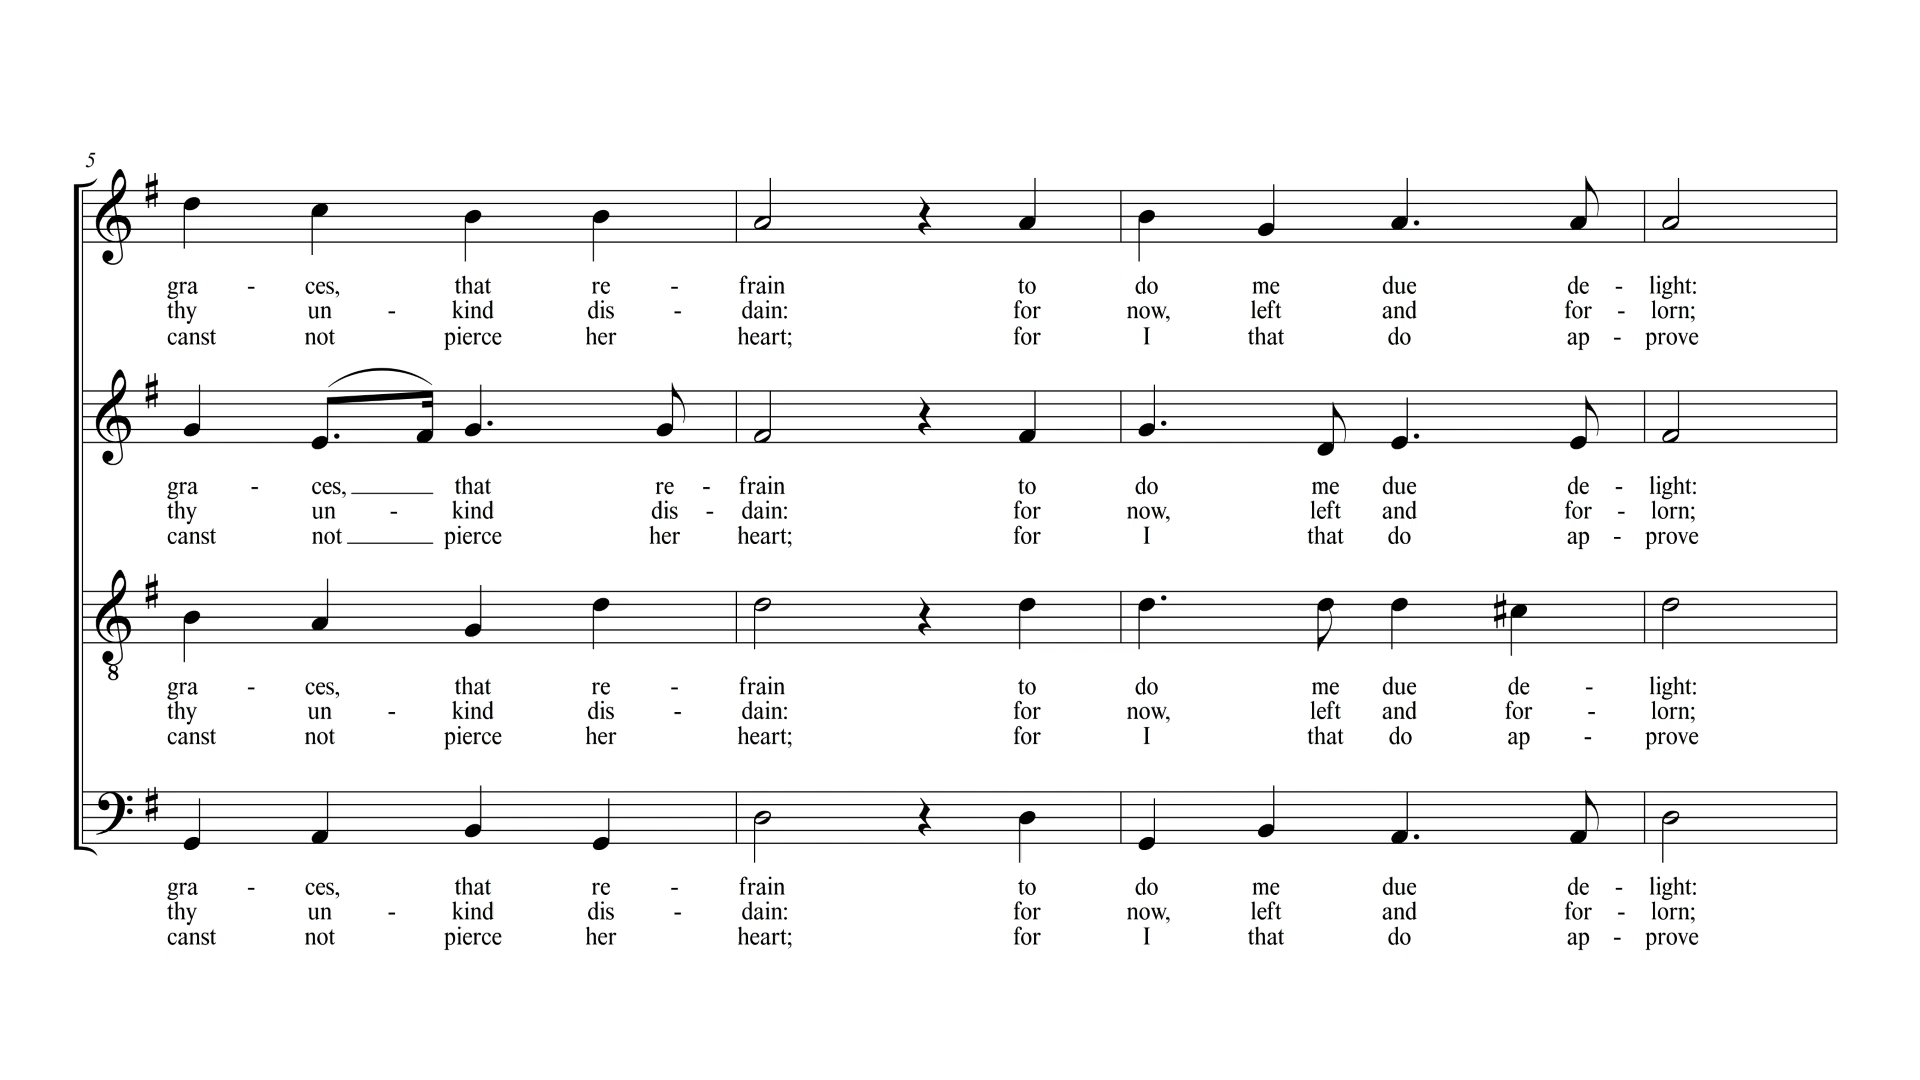 5
gra - ces, that re - frain to do me due de - light:
thy un - kind dis - dain: for now, left and for - lorn;
canst not pierce her heart; for I that do ap - prove
gra - ces, that re - frain to do me due de - light:
thy un - kind dis - dain: for now, left and for - lorn;
canst not pierce her heart; for I that do ap - prove
8
gra - ces, that re - frain to do me due de - light:
thy un - kind dis - dain: for now, left and for - lorn;
canst not pierce her heart; for I that do ap - prove
gra - ces, that re - frain to do me due de - light:
thy un - kind dis - dain: for now, left and for - lorn;
canst not pierce her heart; for I that do ap - prove